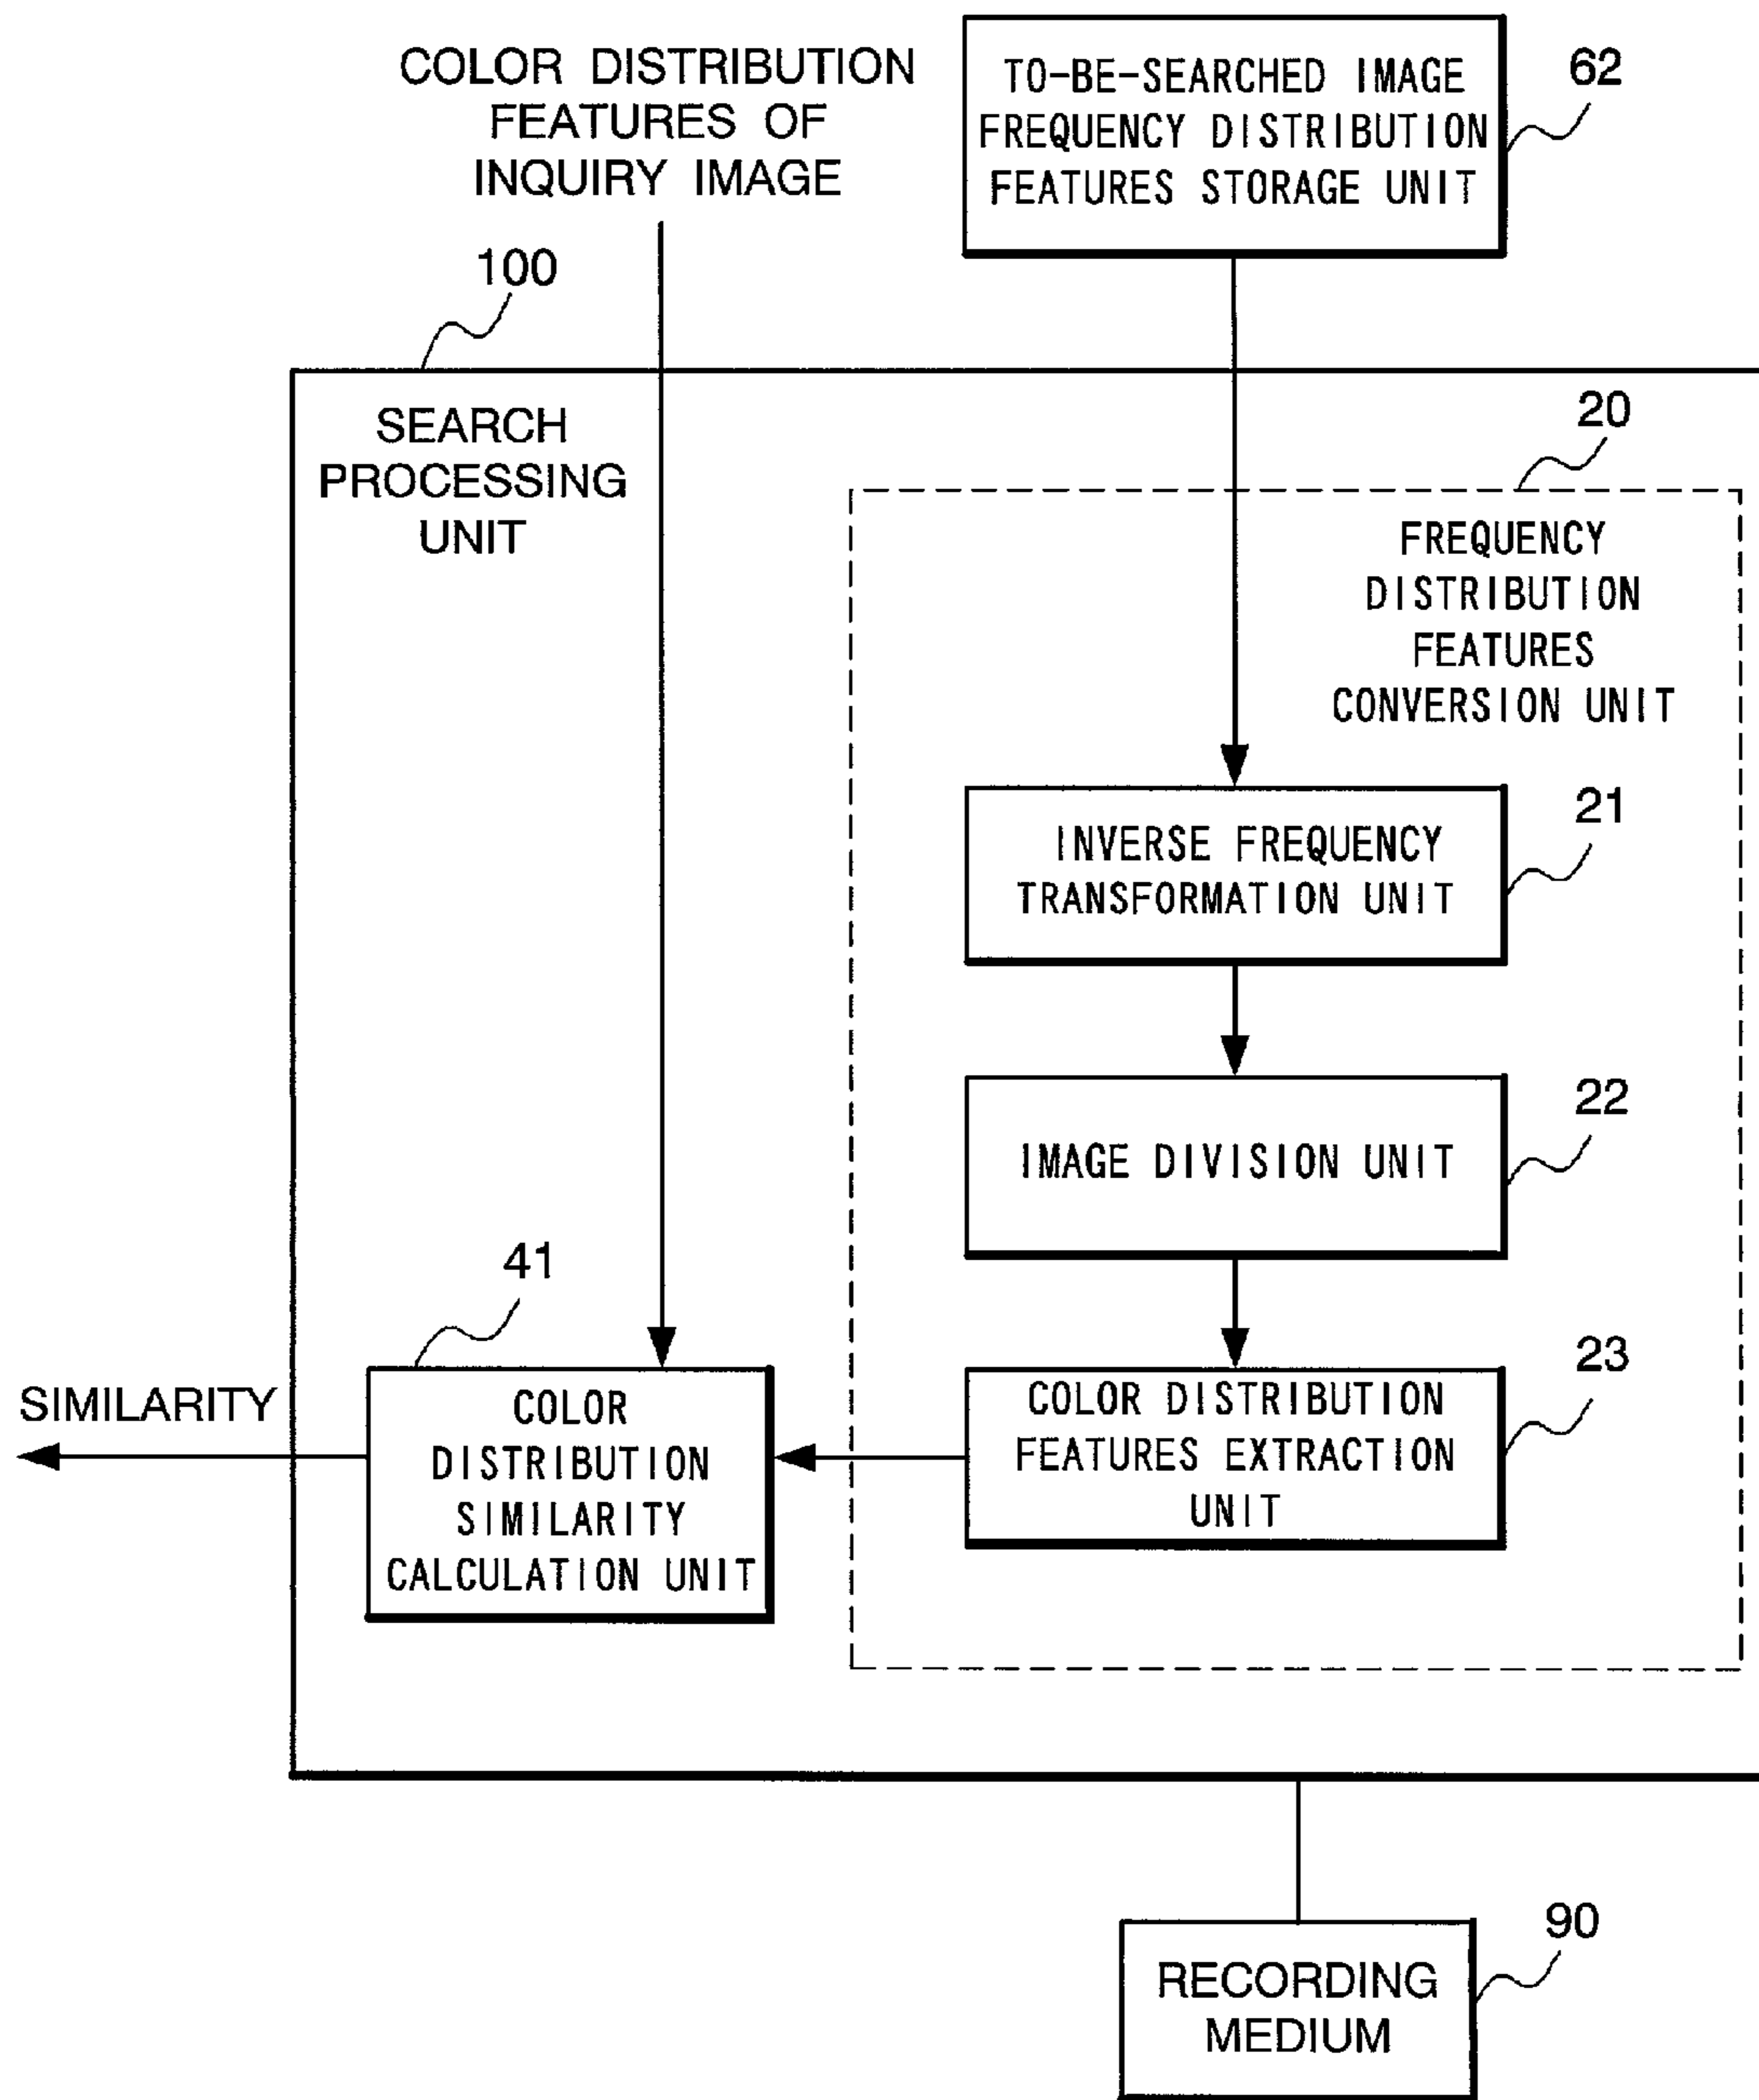 COLOR DISTRIBUTION
FEATURES OF
INQUIRY IMAGE
TO-BE-SEARCHED IMAGE
FREQUENCY DISTRIBUTION
FEATURES STORAGE UNIT
62
100
SEARCH
PROCESSING
UNIT
20
FREQUENCY
DISTRIBUTION
FEATURES
CONVERSION UNIT
INVERSE FREQUENCY
TRANSFORMATION UNIT
21
IMAGE DIVISION UNIT
22
41
SIMILARITY
COLOR
DISTRIBUTION
SIMILARITY
CALCULATION UNIT
COLOR DISTRIBUTION
FEATURES EXTRACTION
UNIT
23
90
RECORDING
MEDIUM